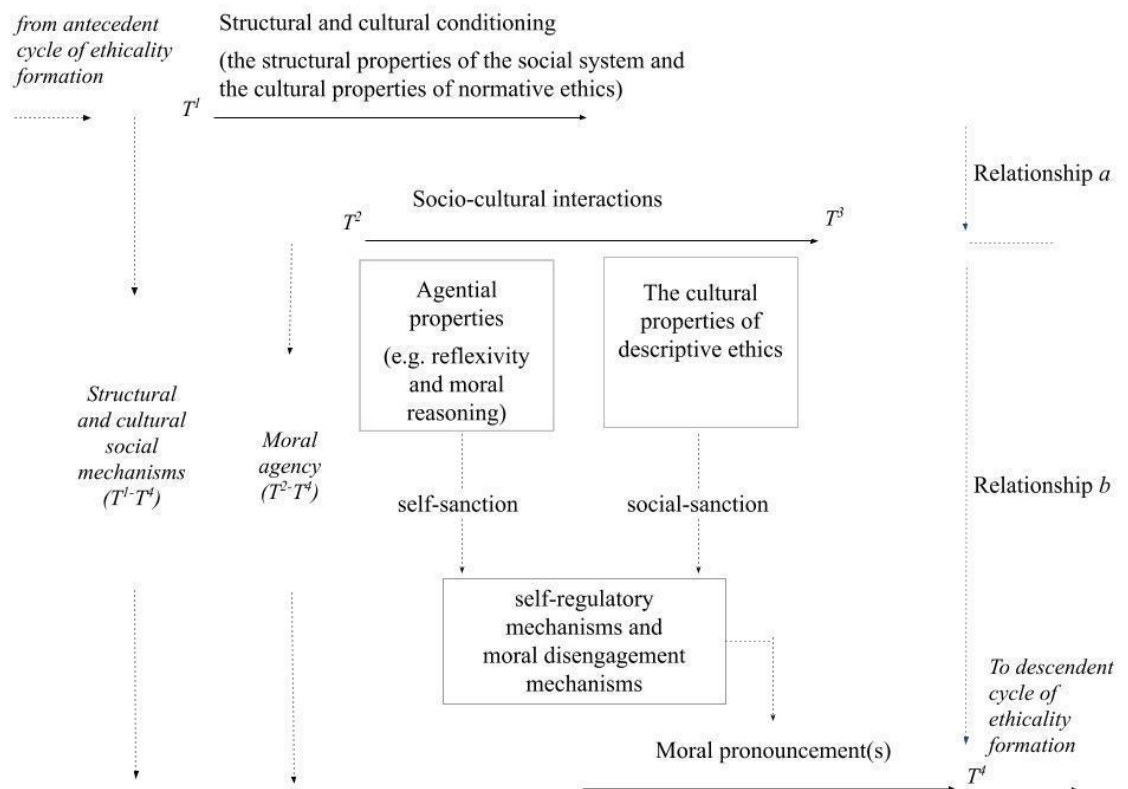 from antecedent
cycle of ethicality
formation
Structural and cultural conditioning
(the structural properties of the social system and
the cultural properties of normative ethics)
T¹
Relationship a
Socio-cultural interactions
T²
T³
Agential
properties
(e.g. reflexivity
and moral
reasoning)
The cultural
properties of
descriptive ethics
Structural
and cultural
social
mechanisms
(T¹-T⁴)
Moral
agency
(T²-T⁴)
self-sanction
social-sanction
Relationship b
self-regulatory
mechanisms and
moral disengagement
mechanisms
To descendent
cycle of
ethicality
formation
Moral pronouncement(s)
T⁴